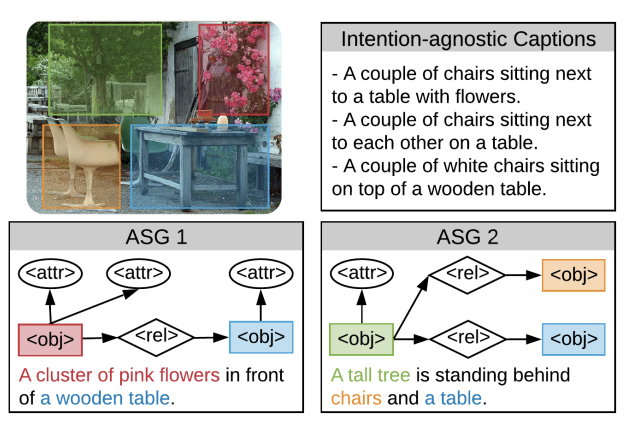 Intention-agnostic Captions
- A couple of chairs sitting next
to a table with flowers.
- A couple of chairs sitting next
to each other on a table.
- A couple of white chairs sitting
on top of a wooden table.
ASG 1
<attr> <attr> <attr>
<obj> <rel> <obj>
A cluster of pink flowers in front
of a wooden table.
ASG 2
<attr> <rel> <obj>
<obj> <rel> <obj>
A tall tree is standing behind
chairs and a table.